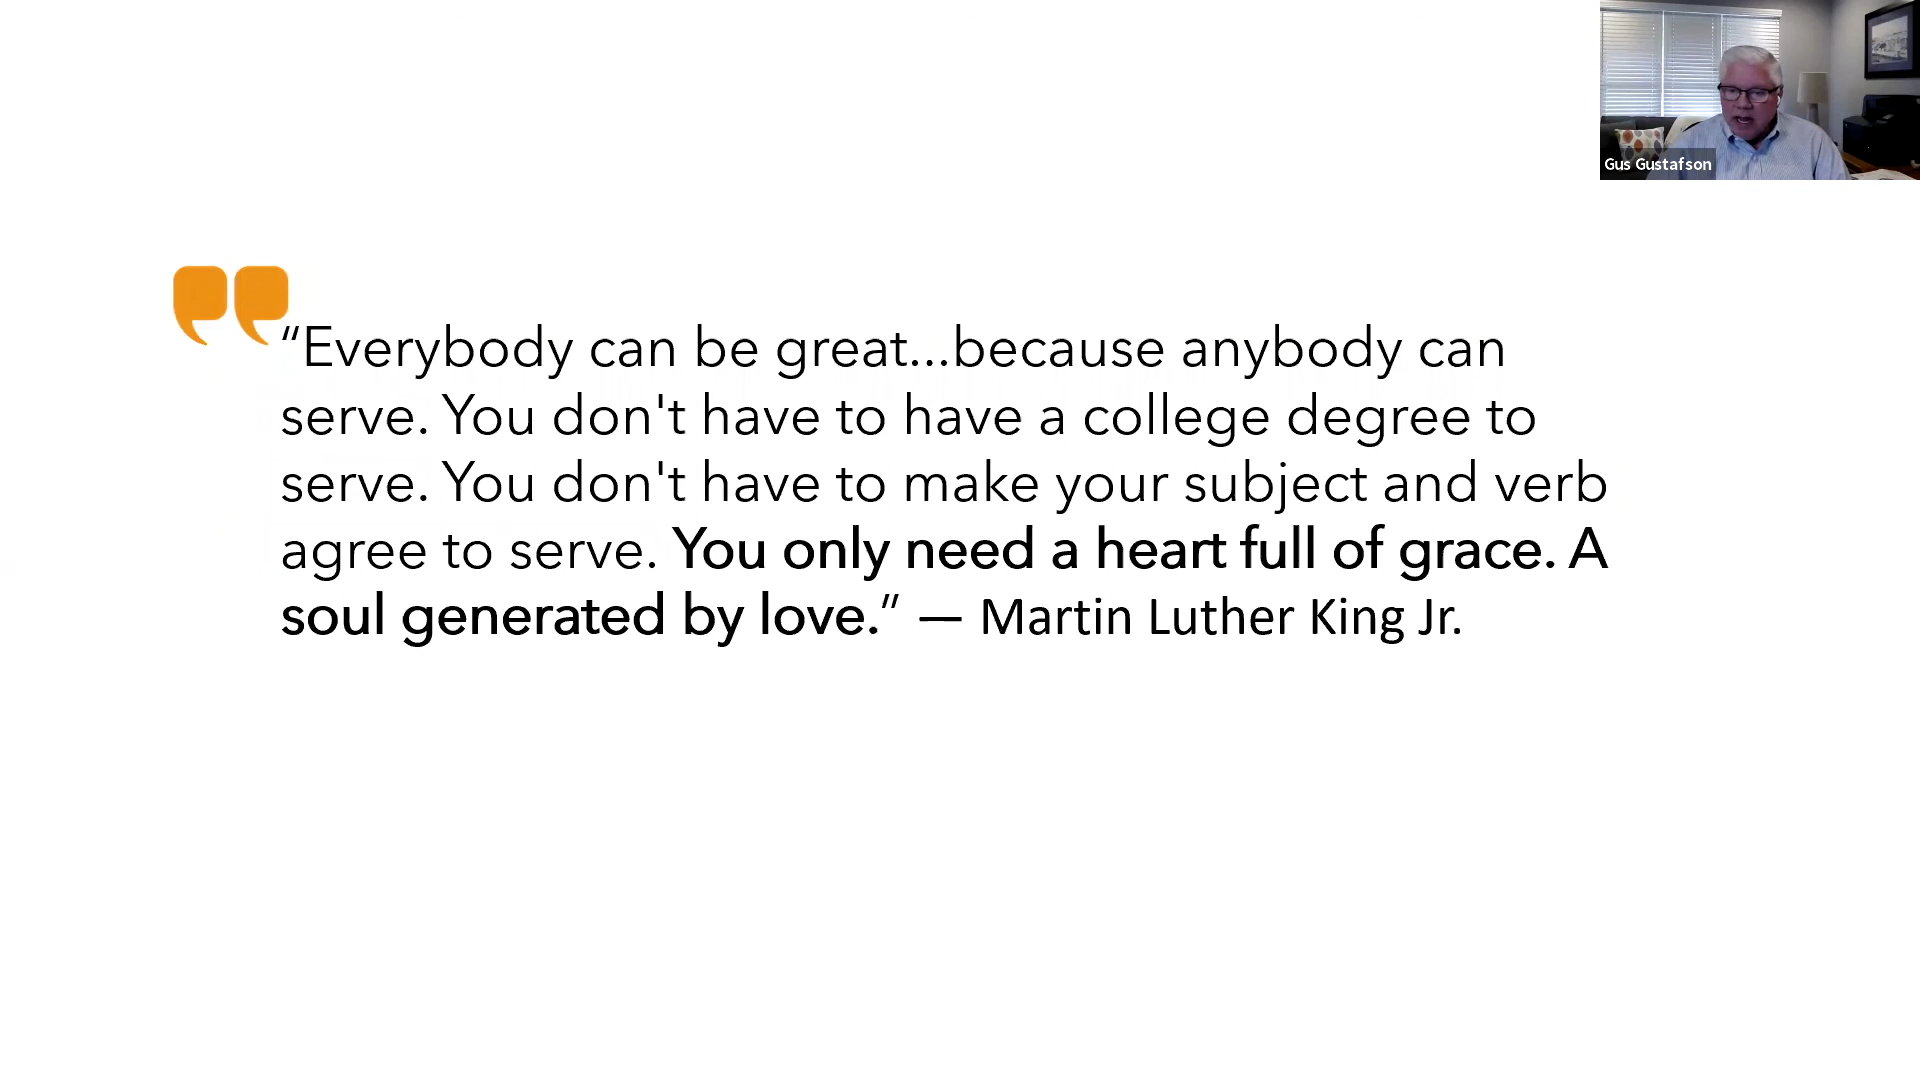 Gus Gustafson
“Everybody can be great...because anybody can
serve. You don't have to have a college degree to
serve. You don't have to make your subject and verb
agree to serve. You only need a heart full of grace. A
soul generated by love.” — Martin Luther King Jr.